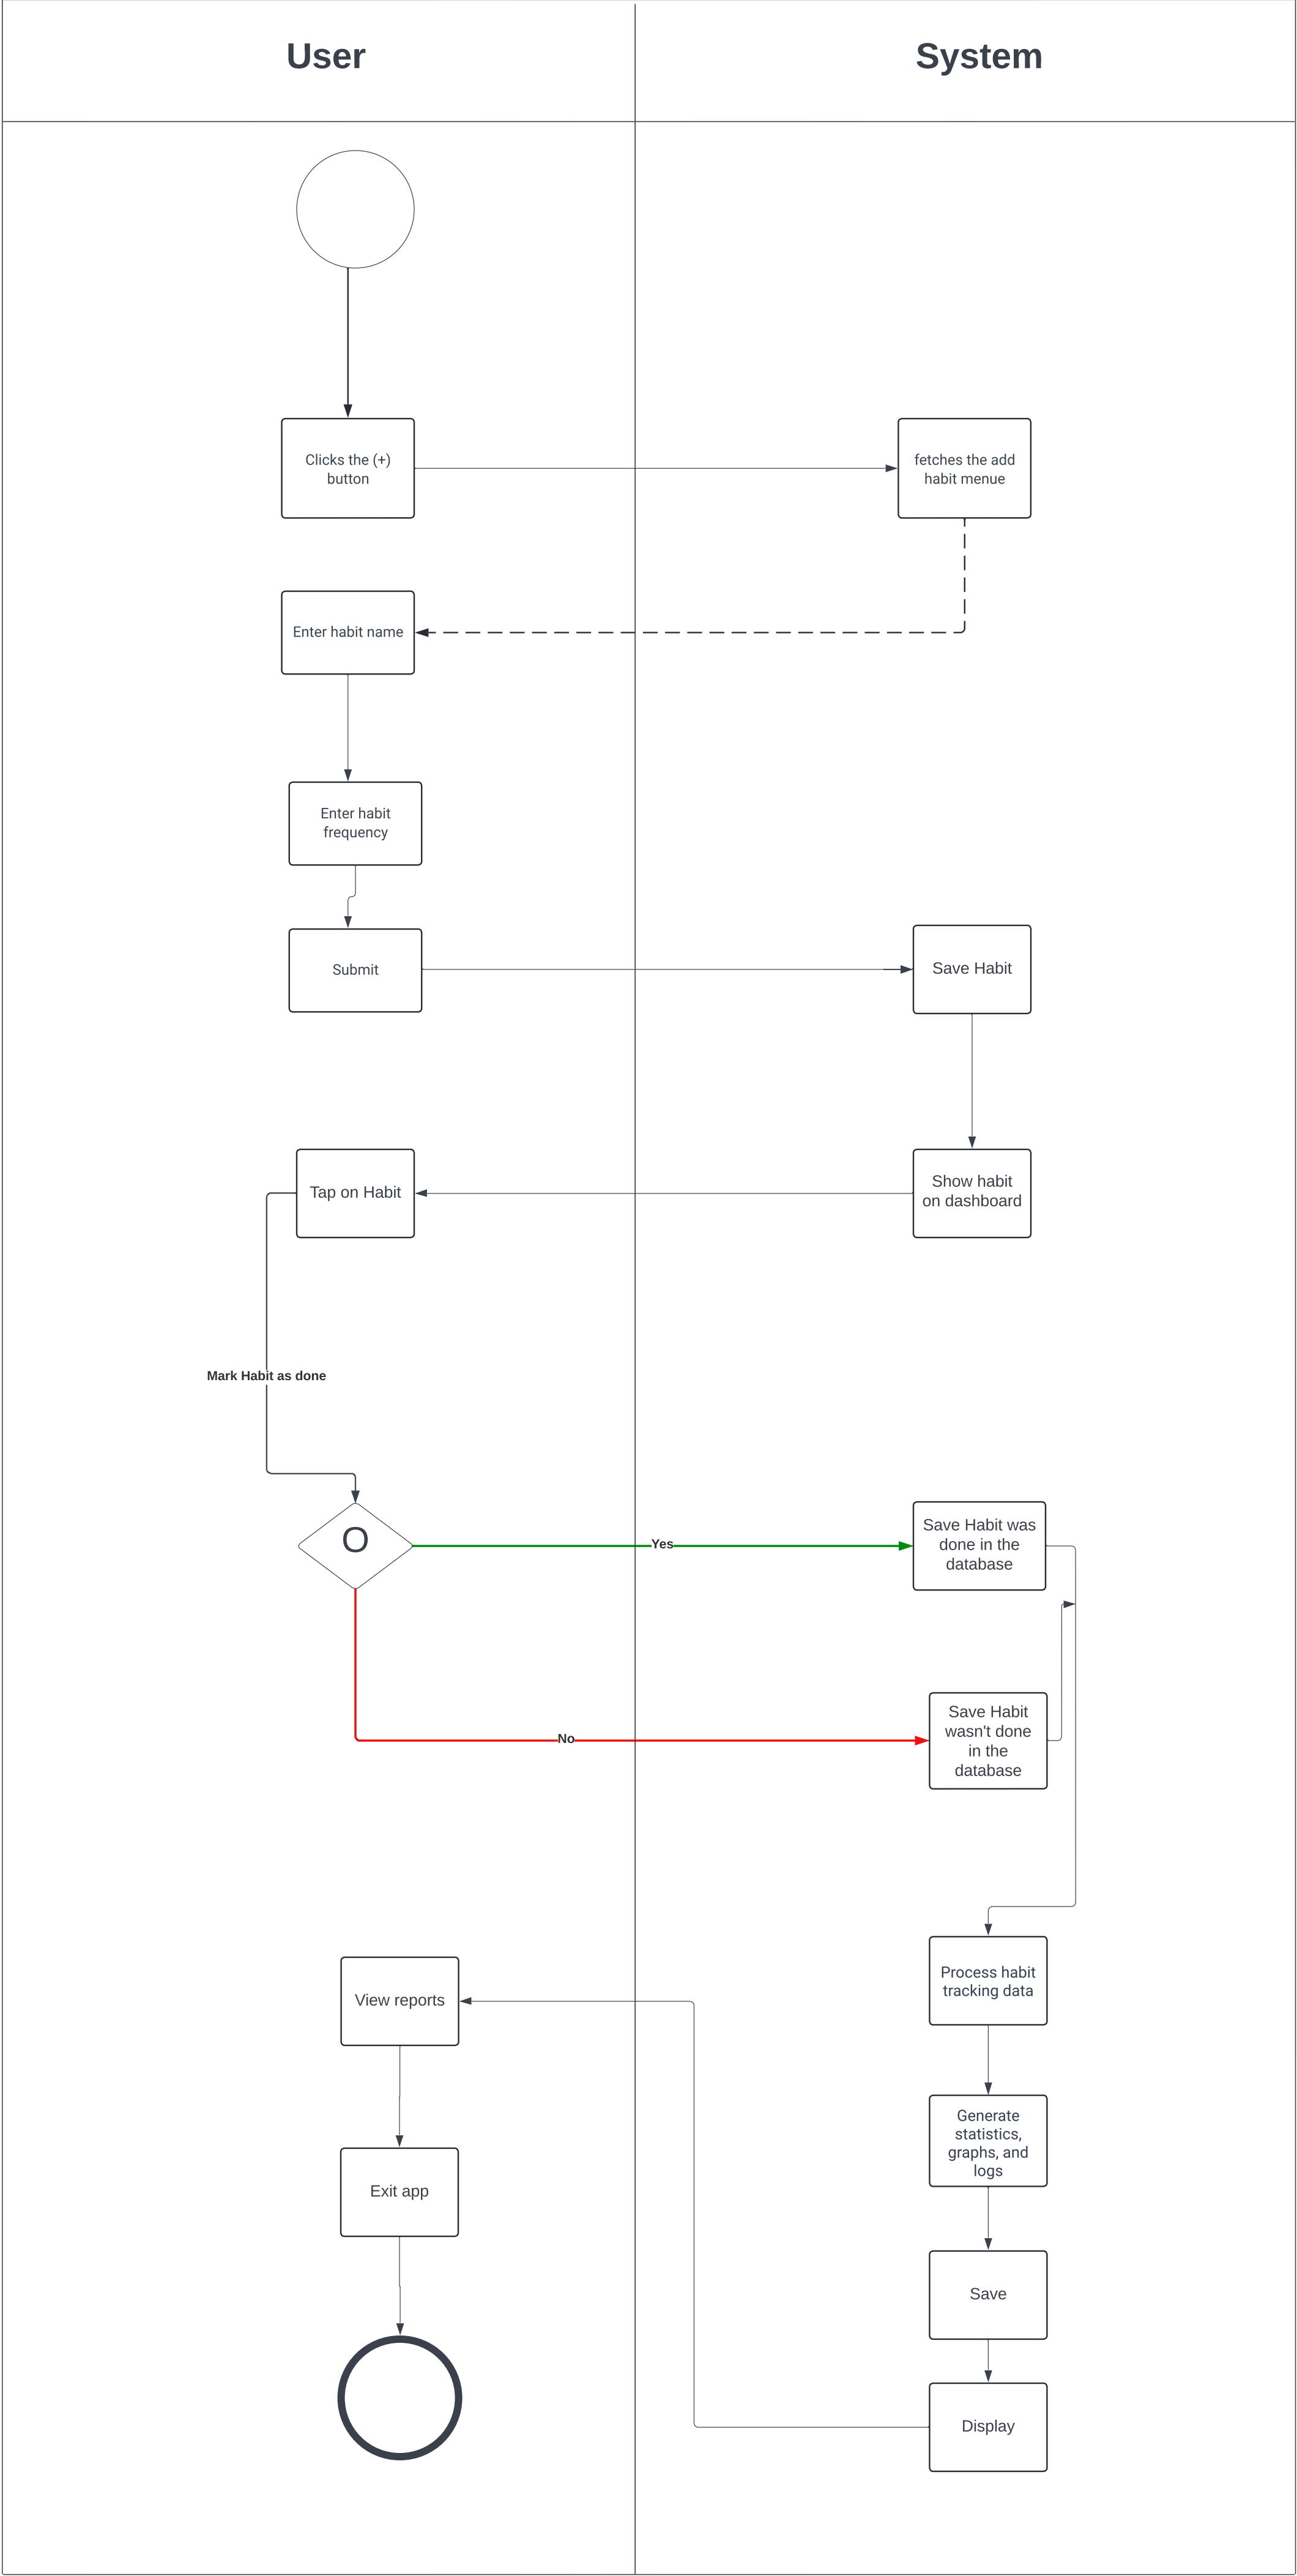 User
System
Clicks the (+)
button
fetches the add
habit menue
Enter habit name
Enter habit
frequency
Submit
Save Habit
Tap on Habit
Show habit
on dashboard
Mark Habit as done
O
Yes
Save Habit was
done in the
database
No
Save Habit
wasn't done
in the
database
Process habit
tracking data
View reports
Generate
statistics,
graphs, and
logs
Exit app
Save
Display